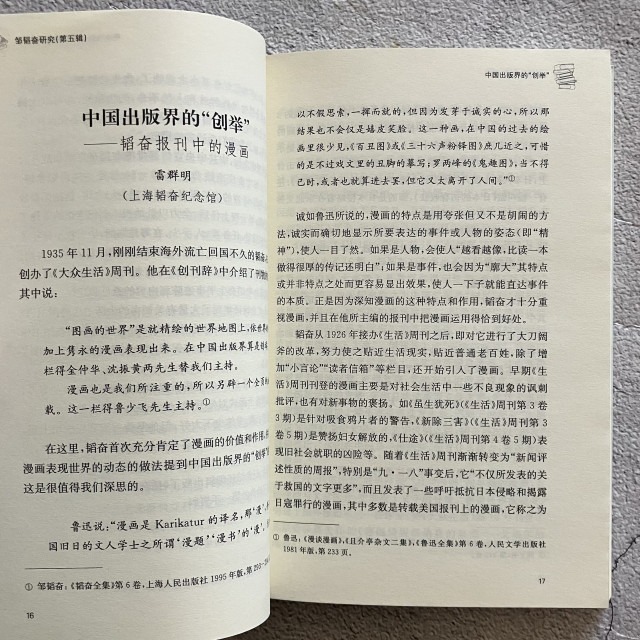 邹韬奋研究(第五辑)
中国出版界的“创举”
——韬奋报刊中的漫画
雷群明
(上海韬奋纪念馆)
1935 年 11 月,刚刚结束海外流亡回国不久的韬奋
创办了《大众生活》周刊。他在《创刊辞》中介绍了
其中说:
“图画的世界”是就精绘的世界地图上,依
加上隽永的漫画表现出来。在中国出版界算是
栏得金仲华、沈振黄两先生替我们主持。
漫画也是我们所注重的,所以另辟一个全页
载。这一栏得鲁少飞先生主持。①
在这里,韬奋首次充分肯定了漫画的价值和作用,
漫画表现世界的动态的做法提到中国出版界的“创举”
这是很值得我们深思的。
鲁迅说:“漫画是 Karikatur 的译名,那‘漫’,
国旧日的文人学士之所谓‘漫题’‘漫书’的‘漫’,
① 邹韬奋:《韬奋全集》第 6 卷,上海人民出版社 1995 年版,第
16
中国出版界的“创举”
以不假思索,一挥而就的,但因为发芽于诚实的心,所以那
结果也不会仅是嬉皮笑脸。这一种画,在中国的过去的绘
画里很少见,《百丑图》或《三十六声粉铎图》庶几近之,可惜
的是不过戏文里的丑脚的摹写;罗两峰的《鬼趣图》,当不得
已时,或者也就算进去罢,但它又太离开了人间。”①
诚如鲁迅所说的,漫画的特点是用夸张但又不是胡闹的方
法,诚实而确切地显示所要表达的事件或人物的姿态(即“精
神”),使人一目了然。如果是人物,会使人“越看越像,比读一本
做得很厚的传记还明白”;如果是事件,也会因为“廓大”其特点
或并非特点之处而更容易显出效果,使人一下子就能直达事件
的本质。正是因为深知漫画的这种特点和作用,韬奋才十分重
视漫画,并且在他所主编的报刊中把漫画运用得恰到好处。
韬奋从 1926 年接办《生活》周刊之后,即对它进行了大刀阔
斧的改革,努力使之贴近生活现实,贴近普通老百姓,除了增
加“小言论”“读者信箱”等栏目,还开始引入了漫画。早期《生
活》周刊刊登的漫画主要是对社会生活中一些不良现象的讽刺
批评,也有对新事物的褒扬。如《虽生犹死》(《生活》周刊第 3 卷
3 期)是针对吸食鸦片者的警告,《新除三害》(《生活》周刊第 3
卷 5 期)是赞扬妇女解放的,《仕途》(《生活》周刊第 4 卷 5 期)表
现旧社会就职的凶险等。随着《生活》周刊渐渐转变为“新闻评
述性质的周报”,特别是“九·一八”事变后,它“不仅所发表的关
于救国的文字更多”,而且发表了一些呼吁抵抗日本侵略和揭露
日寇罪行的漫画,其中多数是转载美国报刊上的漫画,它称之为
① 鲁迅:《漫谈漫画》,《且介亭杂文二集》,《鲁迅全集》第 6 卷,人民文学出版社
1981 年版,第 233 页。
17